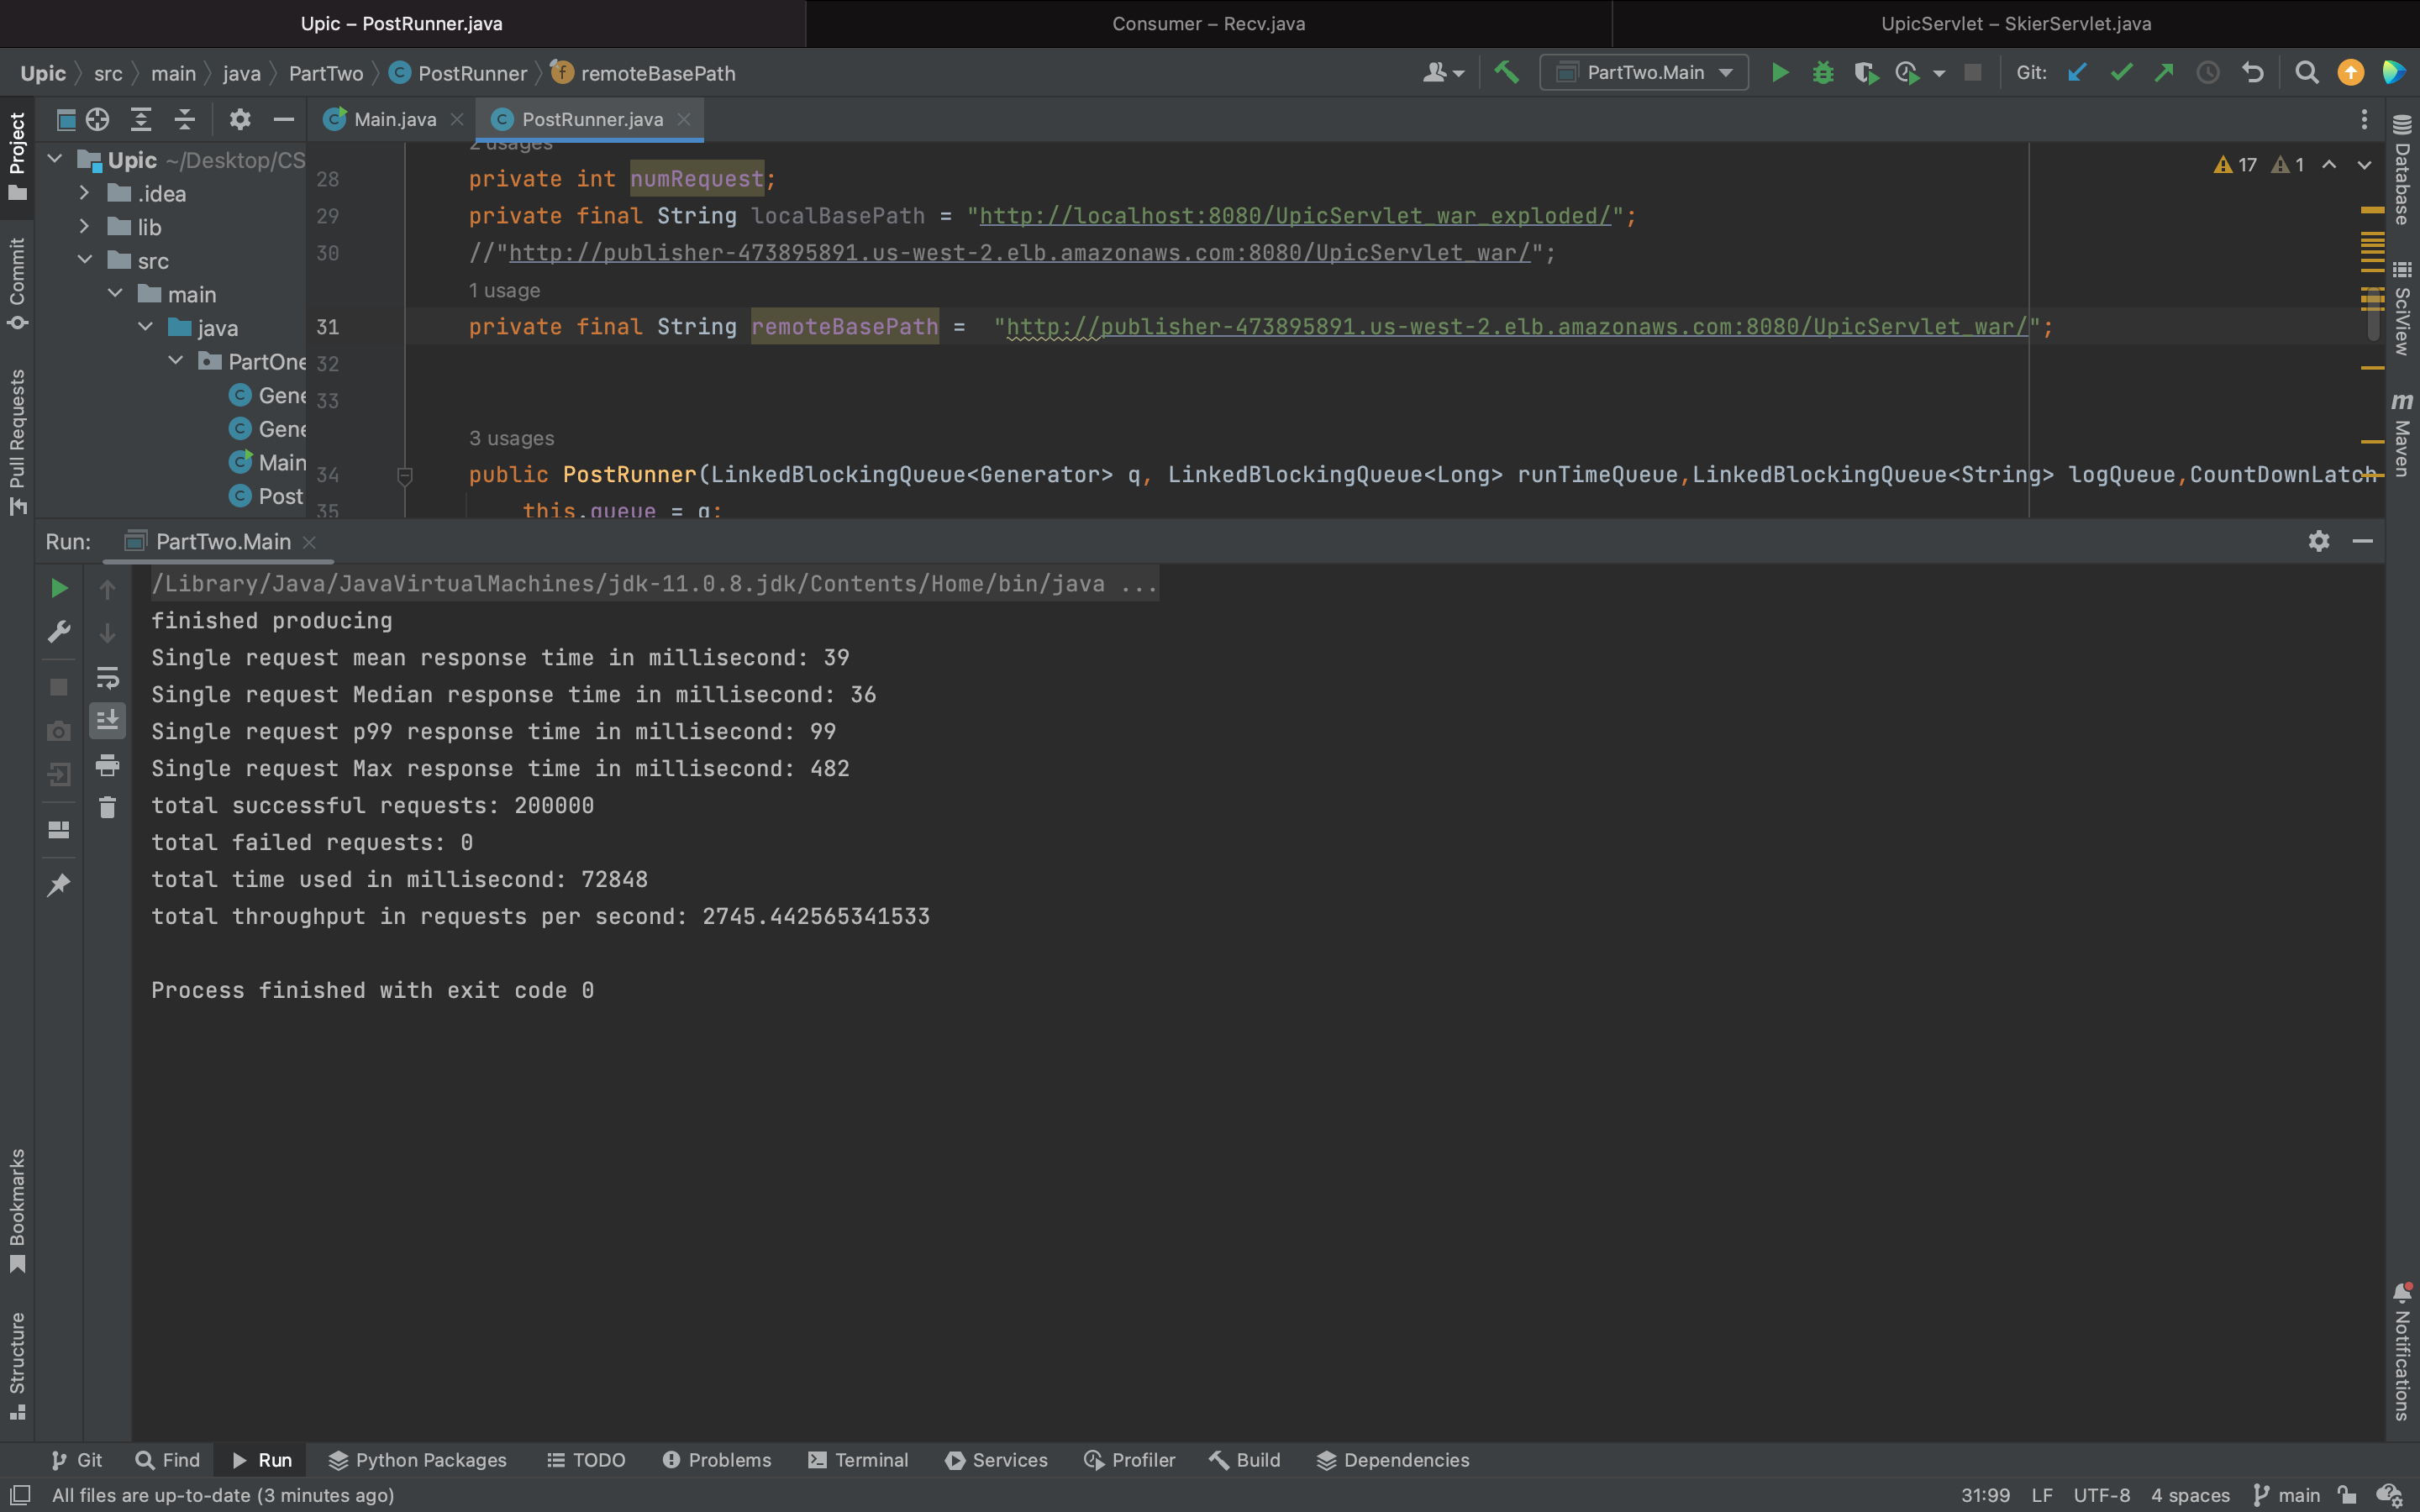 Upic – PostRunner.java
Consumer – Recv.java
UpicServlet – SkierServlet.java
Upic src main java PartTwo PostRunner remoteBasePath
PartTwo.Main
Git:
Project
Commit
Pull Requests
Bookmarks
Structure
Main.java
PostRunner.java
Upic ~/Desktop/CS
.idea
lib
src
main
java
PartOne
Gene
Gene
Main
Post
2 usages
28 private int numRequest;
29 private final String localBasePath = "http://localhost:8080/UpicServlet_war_exploded/";
30 //"http://publisher-473895891.us-west-2.elb.amazonaws.com:8080/UpicServlet_war/";
1 usage
31 private final String remoteBasePath = "http://publisher-473895891.us-west-2.elb.amazonaws.com:8080/UpicServlet_war/";
32
33
3 usages
34 public PostRunner(LinkedBlockingQueue<Generator> q, LinkedBlockingQueue<Long> runTimeQueue,LinkedBlockingQueue<String> logQueue,CountDownLatch
35 this.queue = q;
17 1
Database
SciView
Maven
Notifications
Run: PartTwo.Main
/Library/Java/JavaVirtualMachines/jdk-11.0.8.jdk/Contents/Home/bin/java ...
finished producing
Single request mean response time in millisecond: 39
Single request Median response time in millisecond: 36
Single request p99 response time in millisecond: 99
Single request Max response time in millisecond: 482
total successful requests: 200000
total failed requests: 0
total time used in millisecond: 72848
total throughput in requests per second: 2745.442565341533
Process finished with exit code 0
Git Find Run Python Packages TODO Problems Terminal Services Profiler Build Dependencies
All files are up-to-date (3 minutes ago)
31:99 LF UTF-8 4 spaces main